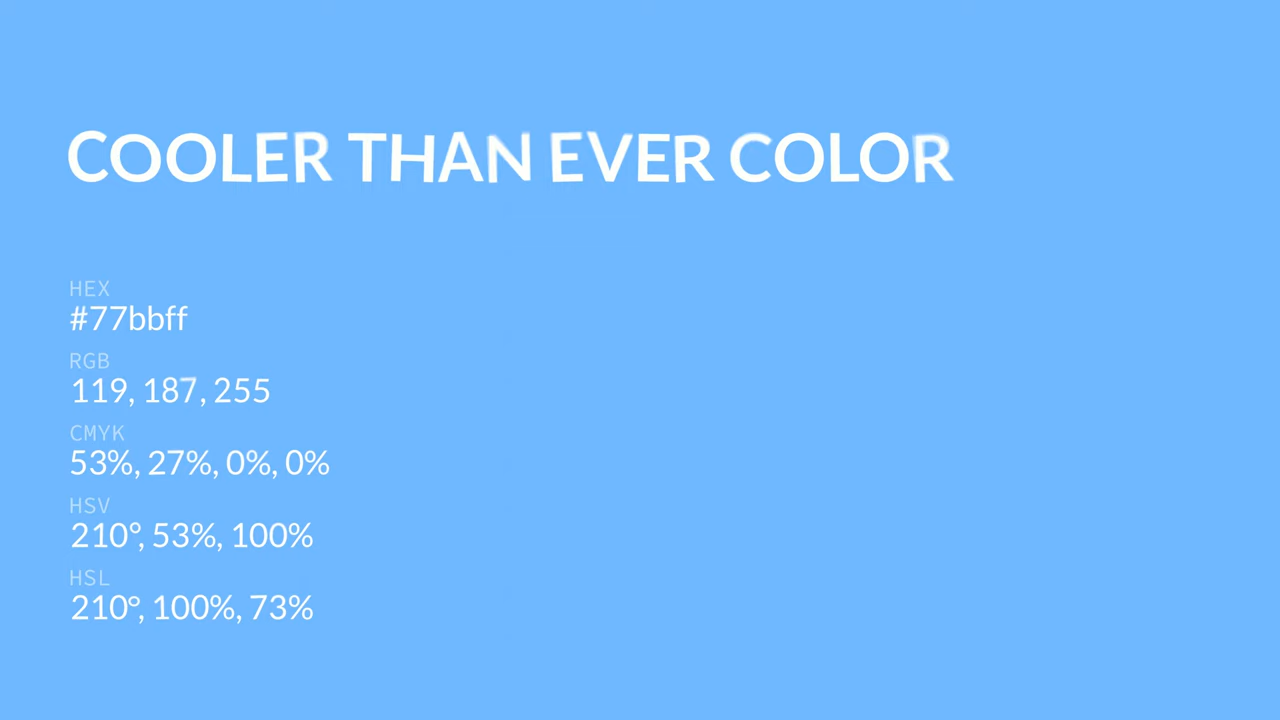 COOLER THAN EVER COLOR
HEX
#77bbff
RGB
119, 187, 255
CMYK
53%, 27%, 0%, 0%
HSV
210°, 53%, 100%
HSL
210°, 100%, 73%